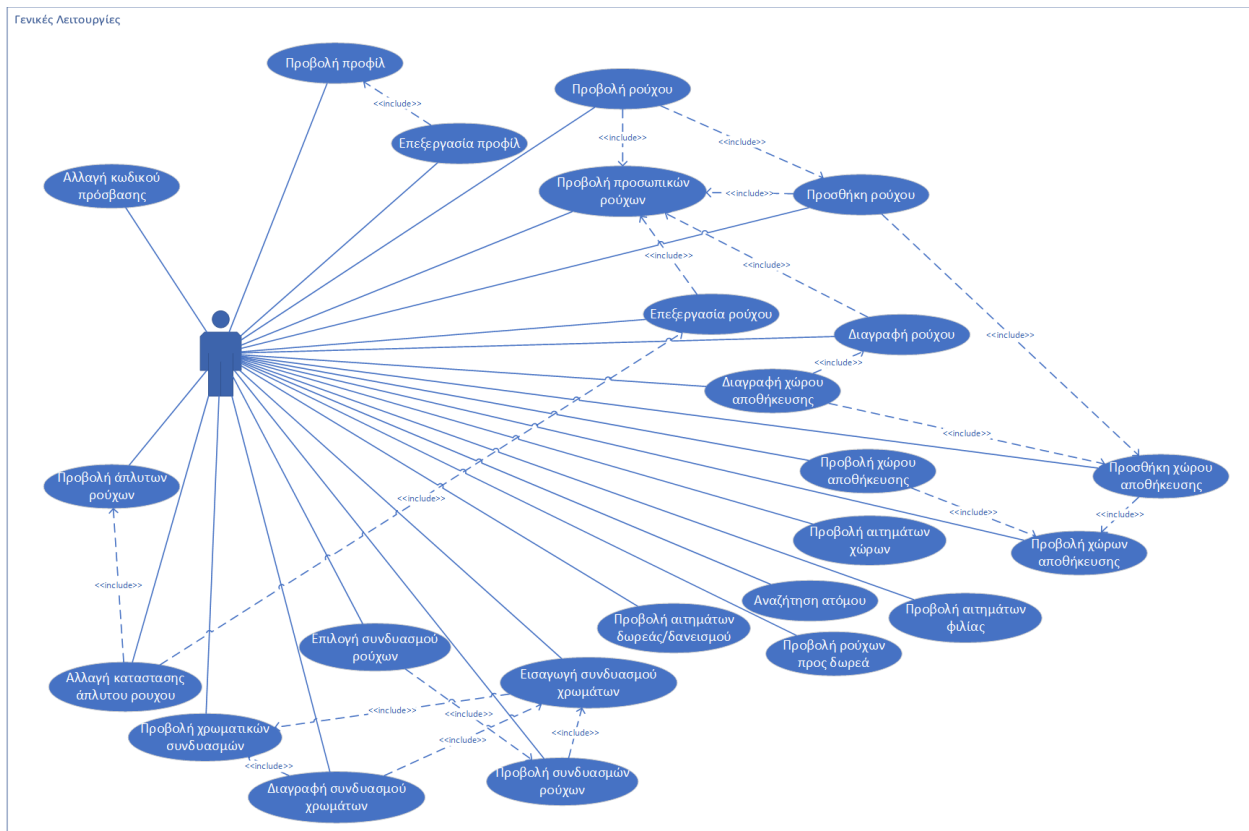 Γενικές Λειτουργίες
Προβολή προφίλ
Προβολή ρούχου
<<include>>
Επεξεργασία προφίλ
<<include>>
<<include>>
Αλλαγή κωδικού
πρόσβασης
Προβολή προσωπικών
ρούχων
<<include>>
Προσθήκη ρούχου
<<include>>
<<include>>
Επεξεργασία ρούχου
Διαγραφή ρούχου
<<include>>
<<include>>
Διαγραφή χώρου
αποθήκευσης
<<include>>
Προβολή χώρου
αποθήκευσης
Προσθήκη χώρου
αποθήκευσης
Προβολή άπλυτων
ρούχων
<<include>>
<<include>>
<<include>>
Προβολή αιτημάτων
χώρων
Προβολή χώρων
αποθήκευσης
<<include>>
Αναζήτηση ατόμου
Προβολή αιτημάτων
φιλίας
Προβολή αιτημάτων
δωρεάς/δανεισμού
Επιλογή συνδυασμού
ρούχων
Προβολή ρούχων
προς δωρεά
Αλλαγή καταστασης
άπλυτου ρουχου
Εισαγωγή συνδυασμού
χρωμάτων
<<include>>
<<include>>
Προβολή χρωματικών
συνδυασμών
<<include>>
<<include>>
<<include>>
Διαγραφή συνδυασμού
χρωμάτων
Προβολή συνδυασμών
ρούχων